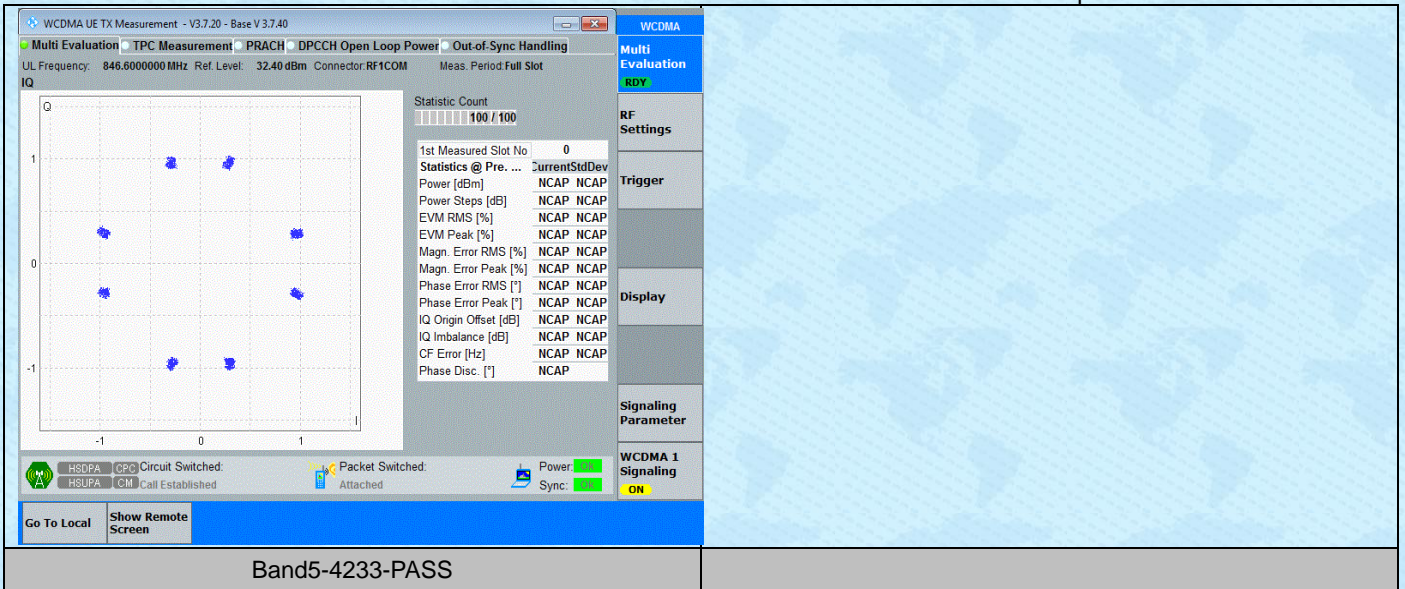 WCDMA UE TX Measurement - V3.7.20 - Base V 3.7.40
WCDMA
Multi Evaluation TPC Measurement PRACH DPCCH Open Loop Power Out-of-Sync Handling
UL Frequency: 846.6000000 MHz Ref. Level: 32.40 dBm Connector:RF1COM Meas. Period:Full Slot
IQ
Multi
Evaluation
RDY
RF
Settings
Trigger
Display
Signaling
Parameter
WCDMA 1
Signaling
ON
Q
1
0
-1
I
-1 0 1
Statistic Count
100 / 100
1st Measured Slot No 0
Statistics @ Pre. ... CurrentStdDev
Power [dBm] NCAP NCAP
Power Steps [dB] NCAP NCAP
EVM RMS [%] NCAP NCAP
EVM Peak [%] NCAP NCAP
Magn. Error RMS [%] NCAP NCAP
Magn. Error Peak [%] NCAP NCAP
Phase Error RMS [°] NCAP NCAP
Phase Error Peak [°] NCAP NCAP
IQ Origin Offset [dB] NCAP NCAP
IQ Imbalance [dB] NCAP NCAP
CF Error [Hz] NCAP NCAP
Phase Disc. [°] NCAP
HSDPA CPC Circuit Switched: Packet Switched: Power: OK
HSUPA CM Call Established Attached Sync: OK
Go To Local
Show Remote
Screen
Band5-4233-PASS